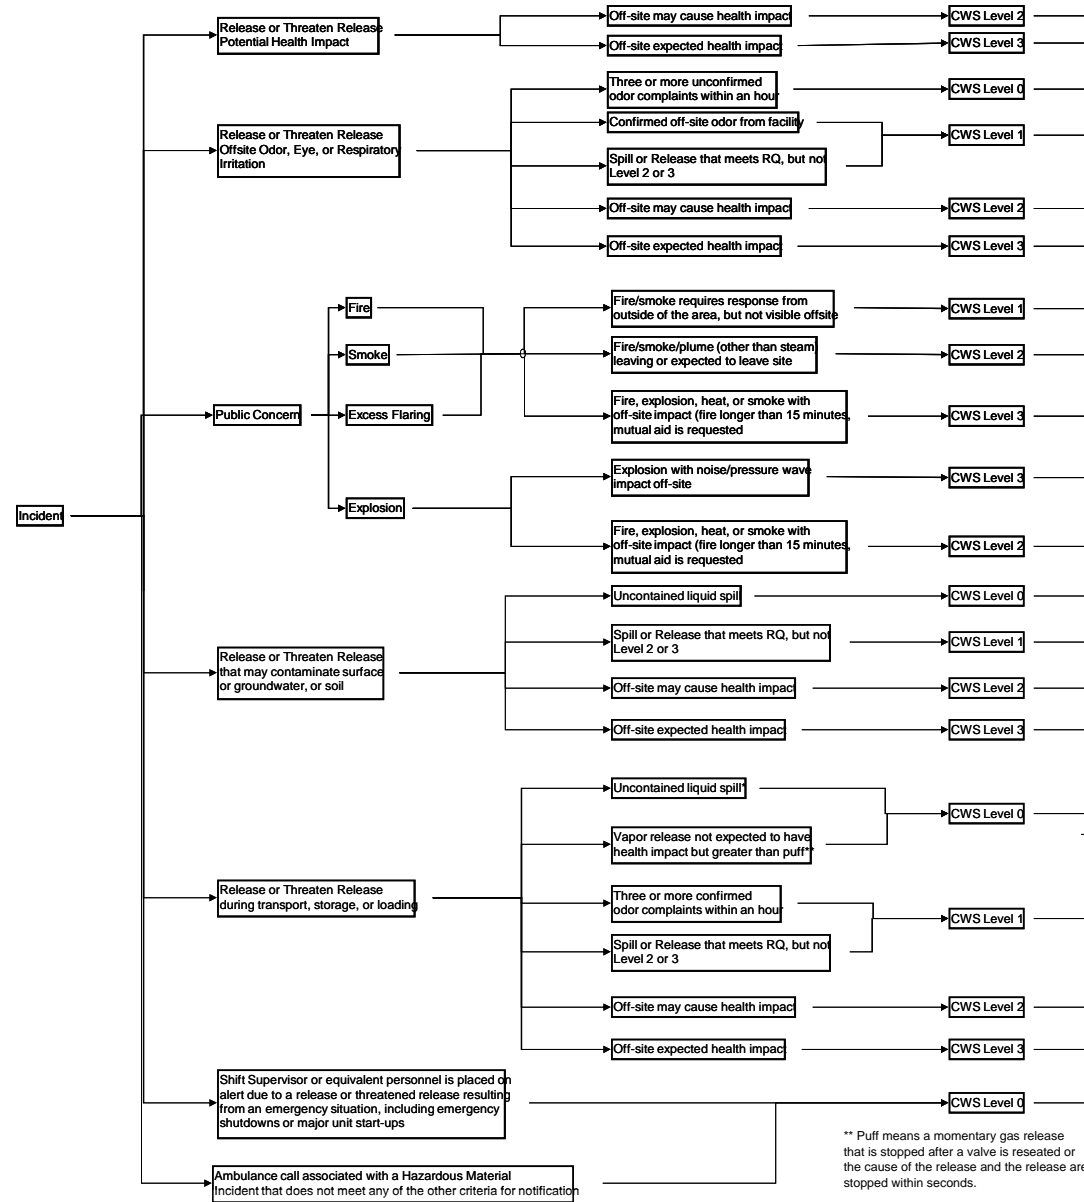 Release or Threaten Release
Potential Health Impact
Off-site may cause health impact
CWS Level 2
Off-site expected health impact
CWS Level 3
Release or Threaten Release
Offsite Odor, Eye, or Respiratory
Irritation
Three or more unconfirmed
odor complaints within an hour
CWS Level 0
Confirmed off-site odor from facility
Spill or Release that meets RQ, but not
Level 2 or 3
CWS Level 1
Off-site may cause health impact
CWS Level 2
Off-site expected health impact
CWS Level 3
Incident
Public Concern
Fire
Smoke
Excess Flaring
Explosion
Fire/smoke requires response from
outside of the area, but not visible offsite
CWS Level 1
Fire/smoke/plume (other than steam)
leaving or expected to leave site
CWS Level 2
Fire, explosion, heat, or smoke with
off-site impact (fire longer than 15 minutes,
mutual aid is requested
CWS Level 3
Explosion with noise/pressure wave
impact off-site
CWS Level 3
Fire, explosion, heat, or smoke with
off-site impact (fire longer than 15 minutes,
mutual aid is requested
CWS Level 2
Release or Threaten Release
that may contaminate surface
or groundwater, or soil
Uncontained liquid spill
CWS Level 0
Spill or Release that meets RQ, but not
Level 2 or 3
CWS Level 1
Off-site may cause health impact
CWS Level 2
Off-site expected health impact
CWS Level 3
Release or Threaten Release
during transport, storage, or loading
Uncontained liquid spill*
Vapor release not expected to have
health impact but greater than puff**
CWS Level 0
Three or more confirmed
odor complaints within an hour
Spill or Release that meets RQ, but not
Level 2 or 3
CWS Level 1
Off-site may cause health impact
CWS Level 2
Off-site expected health impact
CWS Level 3
Shift Supervisor or equivalent personnel is placed on
alert due to a release or threatened release resulting
from an emergency situation, including emergency
shutdowns or major unit start-ups
CWS Level 0
Ambulance call associated with a Hazardous Material
Incident that does not meet any of the other criteria for notification
** Puff means a momentary gas release
that is stopped after a valve is reseated or
the cause of the release and the release are
stopped within seconds.